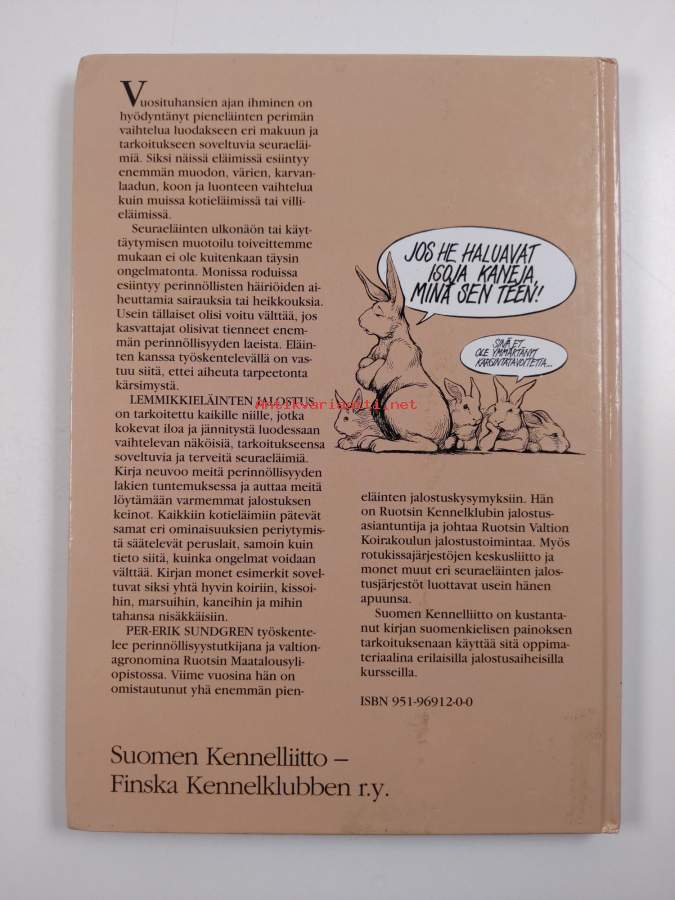 Vuosituhansien ajan ihminen on
hyödyntänyt pieneläinten perimän
vaihtelua luodakseen eri makuun ja
tarkoitukseen soveltuvia seuraeläi-
miä. Siksi näissä eläimissä esiintyy
enemmän muodon, värien, karvan-
laadun, koon ja luonteen vaihtelua
kuin muissa kotieläimissä tai villi-
eläimissä.
Seuraeläinten ulkonäön tai käyt-
täytymisen muotoilu toiveittemme
mukaan ei ole kuitenkaan täysin
ongelmatonta. Monissa roduissa
esiintyy perinnöllisten häiriöiden ai-
heuttamia sairauksia tai heikkouksia.
Usein tällaiset olisi voitu välttää, jos
kasvattajat olisivat tienneet enem-
män perinnöllisyyden laeista. Eläin-
ten kanssa työskentelevällä on vas-
tuu siitä, ettei aiheuta tarpeetonta
kärsimystä.
LEMMIKKIELÄINTEN JALOSTUS
on tarkoitettu kaikille niille, jotka
kokevat iloa ja jännitystä luodessaan
vaihtelevan näköisiä, tarkoitukseensa
soveltuvia ja terveitä seuraeläimiä.
Kirja neuvoo meitä perinnöllisyyden
lakien tuntemuksessa ja auttaa meitä
löytämään varmemmat jalostuksen
keinot. Kaikkiin kotieläimiin pätevät
samat eri ominaisuuksien periytymis-
tä säätelevät peruslait, samoin kuin
tieto siitä, kuinka ongelmat voidaan
välttää. Kirjan monet esimerkit sovel-
tuvat siksi yhtä hyvin koiriin, kissoi-
hin, marsuihin, kaneihin ja mihin
tahansa nisäkkäisiin.
PER-ERIK SUNDGREN työskente-
lee perinnöllisyystutkijana ja valtion-
agronomina Ruotsin Maatalousyli-
opistossa. Viime vuosina hän on
omistautunut yhä enemmän pien-
JOS HE HALUAVAT
ISOJA KANEJA,
MINÄ SEN TEEN!
SINÄ ET...
OLE YMMÄRTÄNYT
KARSINTATAVOITETTA...
Antikvariaatti.net
eläinten jalostuskysymyksiin. Hän
on Ruotsin Kennelklubin jalostus-
asiantuntija ja johtaa Ruotsin Valtion
Koirakoulun jalostustoimintaa. Myös
rotukissajärjestöjen keskusliitto ja
monet muut eri seuraeläinten jalos-
tusjärjestöt luottavat usein hänen
apuunsa.
Suomen Kennelliitto on kustanta-
nut kirjan suomenkielisen painoksen
tarkoituksenaan käyttää sitä oppima-
teriaalina erilaisilla jalostusaiheisilla
kursseilla.
ISBN 951-96912-0-0
Suomen Kennelliitto –
Finska Kennelklubben r.y.